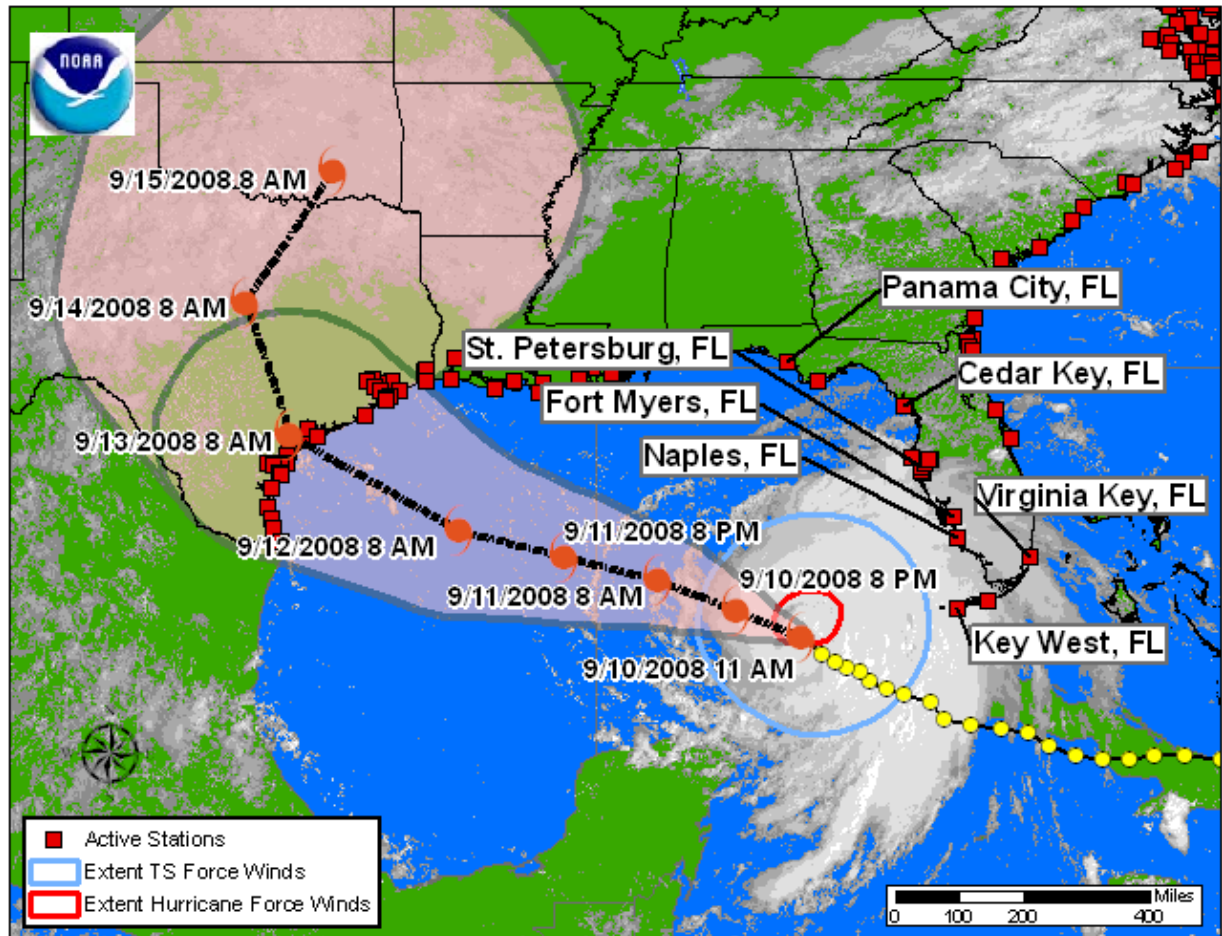 NOAA
9/15/2008 8 AM
9/14/2008 8 AM
Panama City, FL
St. Petersburg, FL
Cedar Key, FL
Fort Myers, FL
9/13/2008 8 AM
Naples, FL
Virginia Key, FL
9/12/2008 8 AM
9/11/2008 8 PM
9/11/2008 8 AM
9/10/2008 8 PM
Key West, FL
9/10/2008 11 AM
Active Stations
Extent TS Force Winds
Extent Hurricane Force Winds
Miles
0 100 200 400